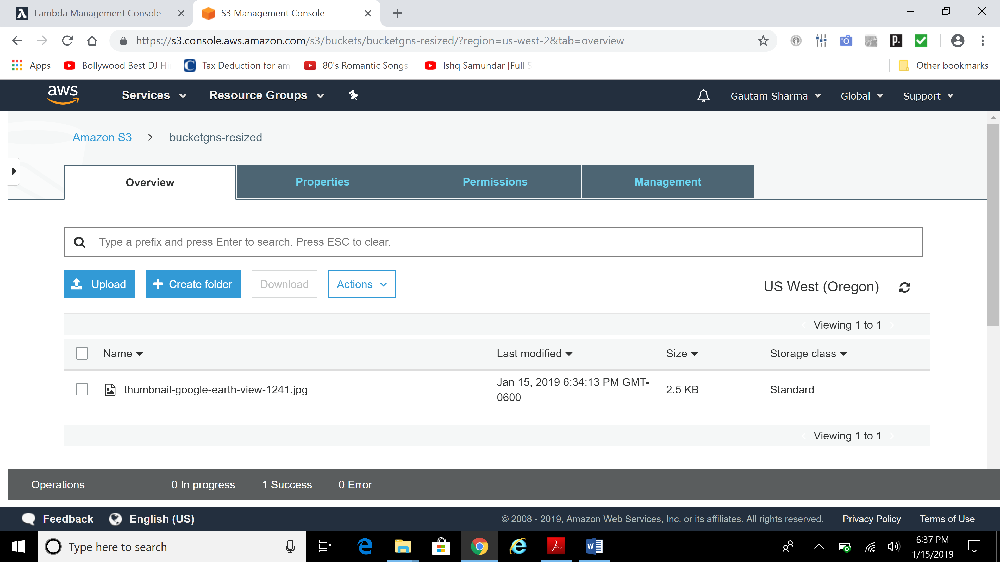 Lambda Management Console
S3 Management Console
https://s3.console.aws.amazon.com/s3/buckets/bucketgns-resized/?region=us-west-2&tab=overview
p.
Apps
Bollywood Best DJ Hi
Tax Deduction for am
80's Romantic Songs
Ishq Samundar [Full S
Other bookmarks
aws
Services
Resource Groups
Gautam Sharma
Global
Support
Amazon S3 > bucketgns-resized
Overview
Properties
Permissions
Management
Type a prefix and press Enter to search. Press ESC to clear.
Upload
Create folder
Download
Actions
US West (Oregon)
Viewing 1 to 1
Name
Last modified
Size
Storage class
thumbnail-google-earth-view-1241.jpg
Jan 15, 2019 6:34:13 PM GMT-
0600
2.5 KB
Standard
Viewing 1 to 1
Operations
0 In progress
1 Success
0 Error
Feedback
English (US)
© 2008 - 2019, Amazon Web Services, Inc. or its affiliates. All rights reserved.
Privacy Policy
Terms of Use
Type here to search
6:37 PM
1/15/2019